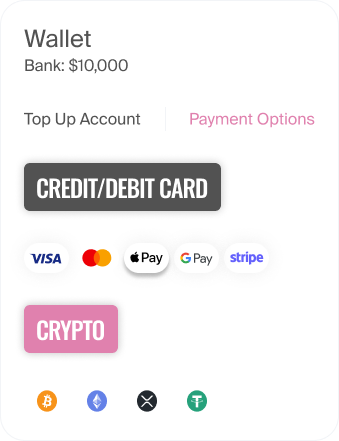 Wallet
Bank: $10,000
Top Up Account
Payment Options
CREDIT/DEBIT CARD
VISA
Pay
G Pay
stripe
CRYPTO